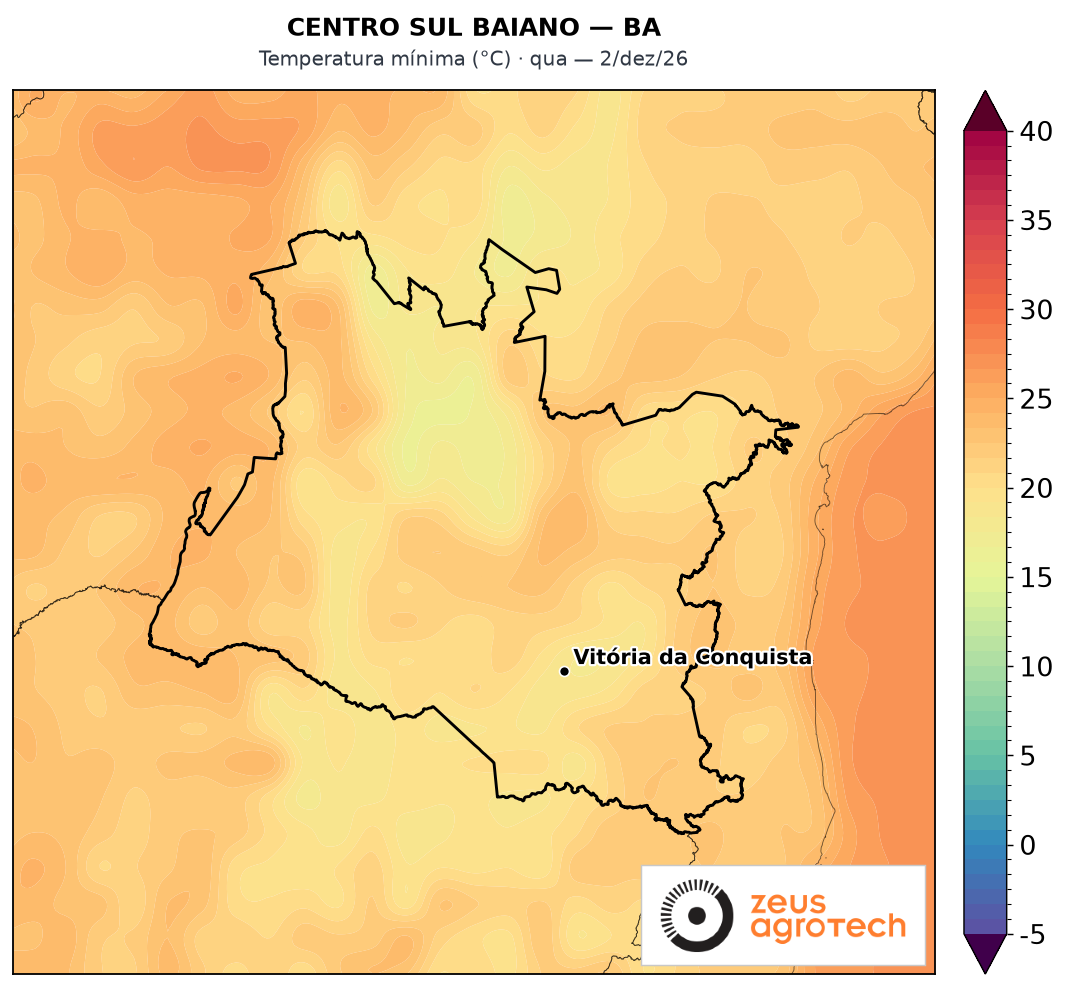 CENTRO SUL BAIANO — BA
Temperatura mínima (°C) · qua — 2/dez/26
40
35
30
25
20
15
10
5
0
-5
Vitória da Conquista
zeus
agrotech